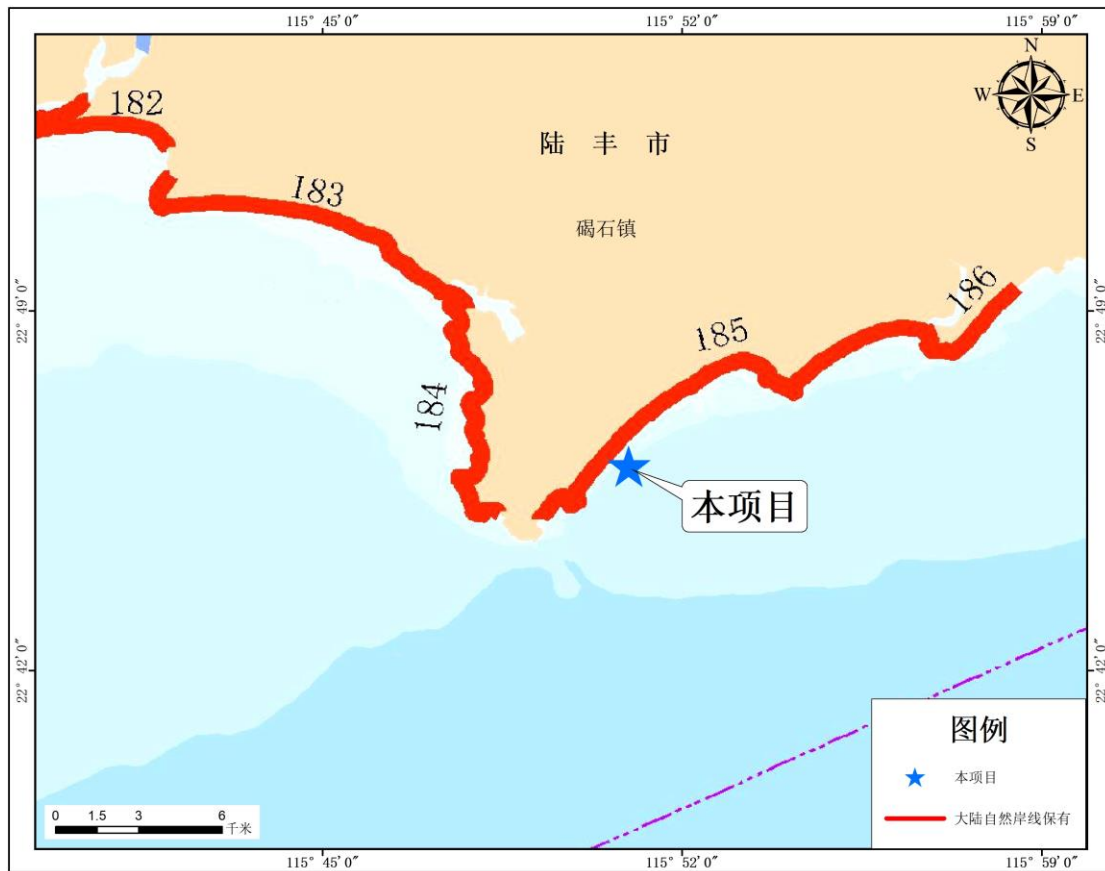 115° 45′ 0″
115° 52′ 0″
115° 59′ 0″
N
W
E
S
182
陆丰市
183
碣石镇
22° 49′ 0″
186
22° 49′ 0″
185
184
本项目
22° 42′ 0″
22° 42′ 0″
图例
本项目
大陆自然岸线保有
0 1.5 3 6
千米
115° 45′ 0″
115° 52′ 0″
115° 59′ 0″